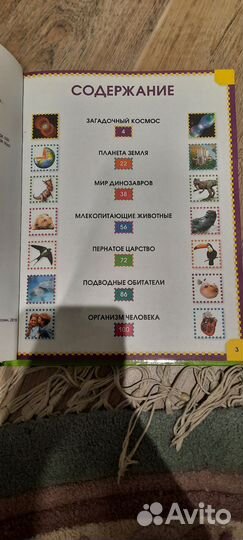 СОДЕРЖАНИЕ
ЗАГАДОЧНЫЙ КОСМОС
4
ПЛАНЕТА ЗЕМЛЯ
22
МИР ДИНОЗАВРОВ
38
МЛЕКОПИТАЮЩИЕ ЖИВОТНЫЕ
56
ПЕРНАТОЕ ЦАРСТВО
72
ПОДВОДНЫЕ ОБИТАТЕЛИ
86
ОРГАНИЗМ ЧЕЛОВЕКА
100
3
Avito